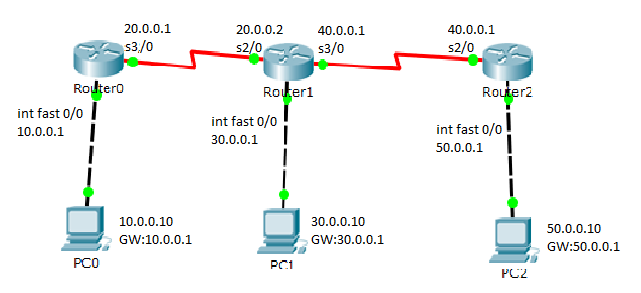 20.0.0.1
s3,/0
20.0.0.2
s2/0
40.0.0.1
s3/0
40.0.0.1
s2/0
Router0
Router1
Router2
int fast 0/0
10.0.0.1
int fast 0/0
30.0.0.1
int fast 0/0
50.0.0.1
10.0.0.10
GW:10.0.0.1
30.0.0.10
GW:30.0.0.1
50.0.0.10
GW:50.0.0.1
PC0
PC1
PC2